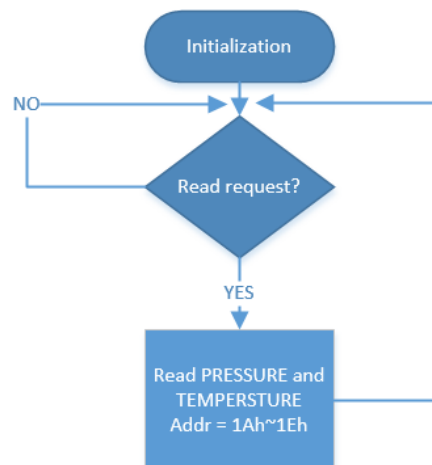 Initialization
NO
Read request?
YES
Read PRESSURE and
TEMPERSTURE
Addr = 1Ah~1Eh